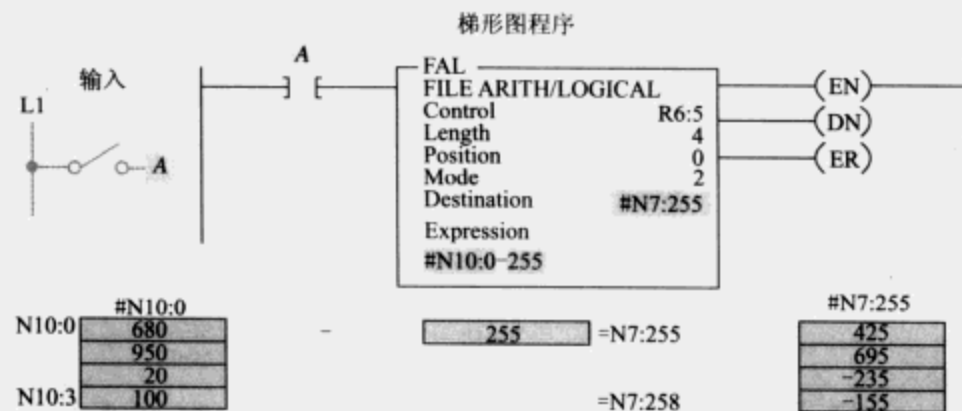 梯形图程序
输入
L1
A
A
FAL
FILE ARITH/LOGICAL
Control R6:5
Length 4
Position 0
Mode 2
Destination #N7:255
Expression
#N10:0-255
EN
DN
ER
#N10:0
N10:0 680
950
20
N10:3 100
- 255 =N7:255
=N7:258
#N7:255
425
695
-235
-155